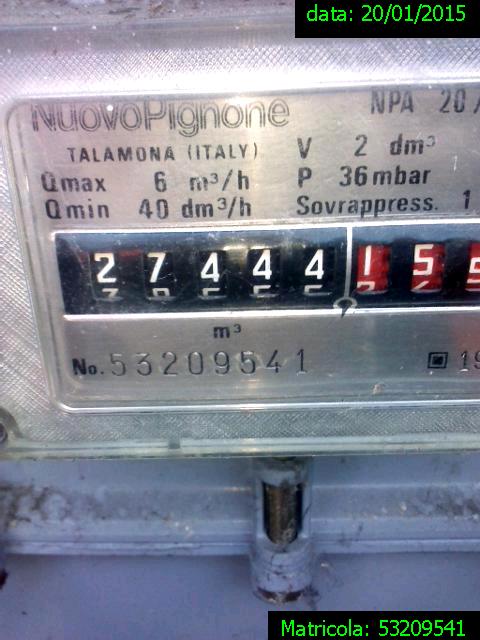 data: 20/01/2015
NuovoPignone
NPA 20/
TALAMONA (ITALY)
V 2 dm³
Qmax 6 m³/h
P 36mbar
Qmin 40 dm³/h
Sovrappress. 1
27444 15
m³
No. 53209541
19
Matricola: 53209541